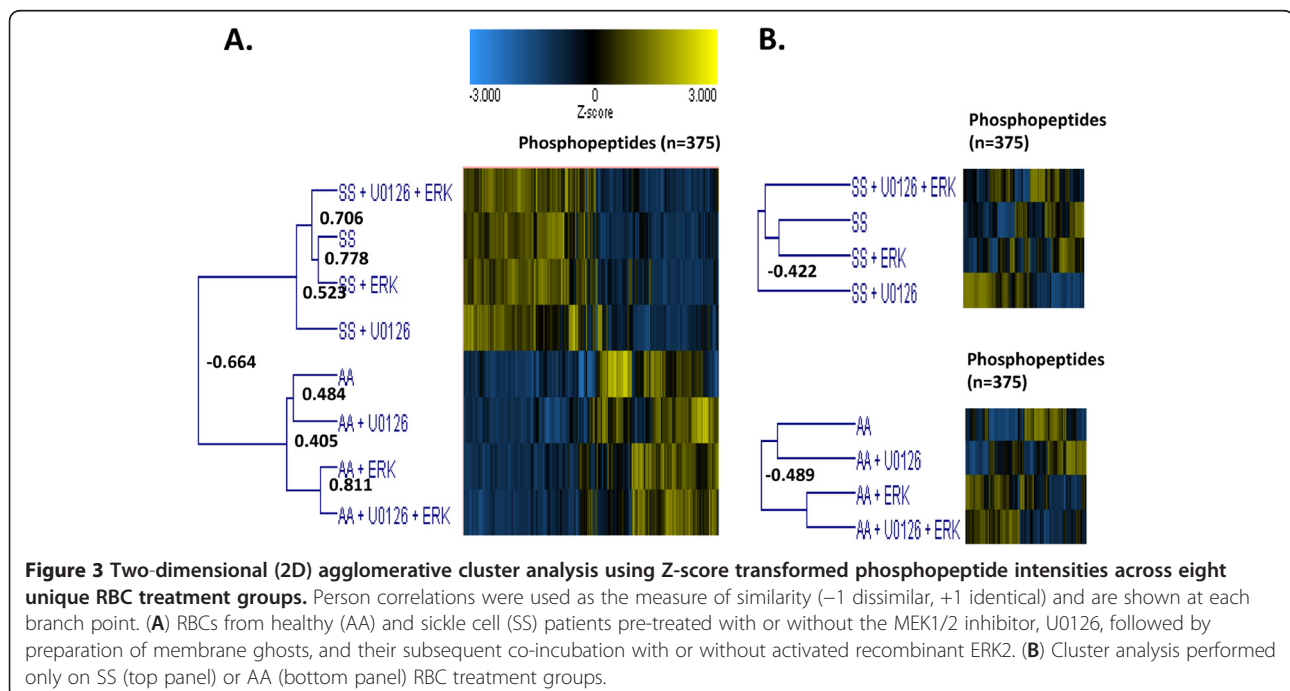 A.
B.
-3.000 0 3.000
Z-score
Phosphopeptides (n=375)
SS + U0126 + ERK
0.706
SS
0.778
SS + ERK
0.523
SS + U0126
-0.664
AA
0.484
AA + U0126
0.405
AA + ERK
0.811
AA + U0126 + ERK
Phosphopeptides
(n=375)
SS + U0126 + ERK
SS
SS + ERK
-0.422
SS + U0126
Phosphopeptides
(n=375)
AA
AA + U0126
-0.489
AA + ERK
AA + U0126 + ERK
Figure 3 Two-dimensional (2D) agglomerative cluster analysis using Z-score transformed phosphopeptide intensities across eight
unique RBC treatment groups. Person correlations were used as the measure of similarity (−1 dissimilar, +1 identical) and are shown at each
branch point. (A) RBCs from healthy (AA) and sickle cell (SS) patients pre-treated with or without the MEK1/2 inhibitor, U0126, followed by
preparation of membrane ghosts, and their subsequent co-incubation with or without activated recombinant ERK2. (B) Cluster analysis performed
only on SS (top panel) or AA (bottom panel) RBC treatment groups.